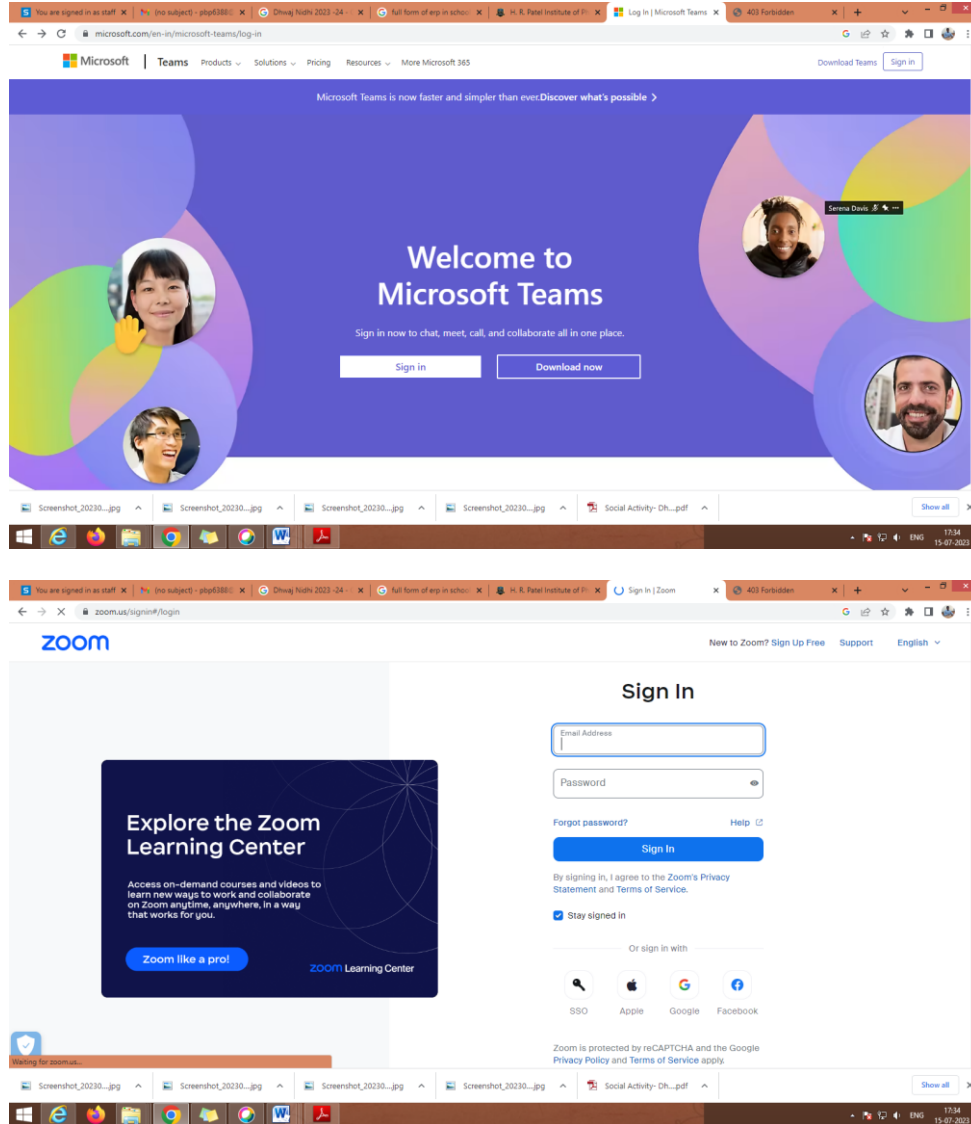 You are signed in as staff
(no subject) - pbp6388@
Dhwaj Nidhi 2023 -24 -
full form of erp in school
H. R. Patel Institute of Ph
Log In | Microsoft Teams
403 Forbidden
microsoft.com/en-in/microsoft-teams/log-in
Microsoft Teams Products Solutions Pricing Resources More Microsoft 365 Download Teams Sign in
Microsoft Teams is now faster and simpler than ever.Discover what's possible >
Serena Davis
Welcome to
Microsoft Teams
Sign in now to chat, meet, call, and collaborate all in one place.
Sign in Download now
Screenshot_20230....jpg Screenshot_20230....jpg Screenshot_20230....jpg Screenshot_20230....jpg Social Activity- Dh....pdf Show all
ENG 17:34
15-07-2023
You are signed in as staff
(no subject) - pbp6388@
Dhwaj Nidhi 2023 -24 -
full form of erp in school
H. R. Patel Institute of Ph
Sign In | Zoom
403 Forbidden
zoom.us/signin#/login
zoom New to Zoom? Sign Up Free Support English
Sign In
Email Address
Password
Forgot password? Help
Sign In
By signing in, I agree to the Zoom's Privacy
Statement and Terms of Service.
Stay signed in
Or sign in with
SSO Apple Google Facebook
Zoom is protected by reCAPTCHA and the Google
Privacy Policy and Terms of Service apply.
Explore the Zoom
Learning Center
Access on-demand courses and videos to
learn new ways to work and collaborate
on Zoom anytime, anywhere, in a way
that works for you.
Zoom like a pro!
zoom Learning Center
Waiting for zoom.us...
Screenshot_20230....jpg Screenshot_20230....jpg Screenshot_20230....jpg Screenshot_20230....jpg Social Activity- Dh....pdf Show all
ENG 17:34
15-07-2023